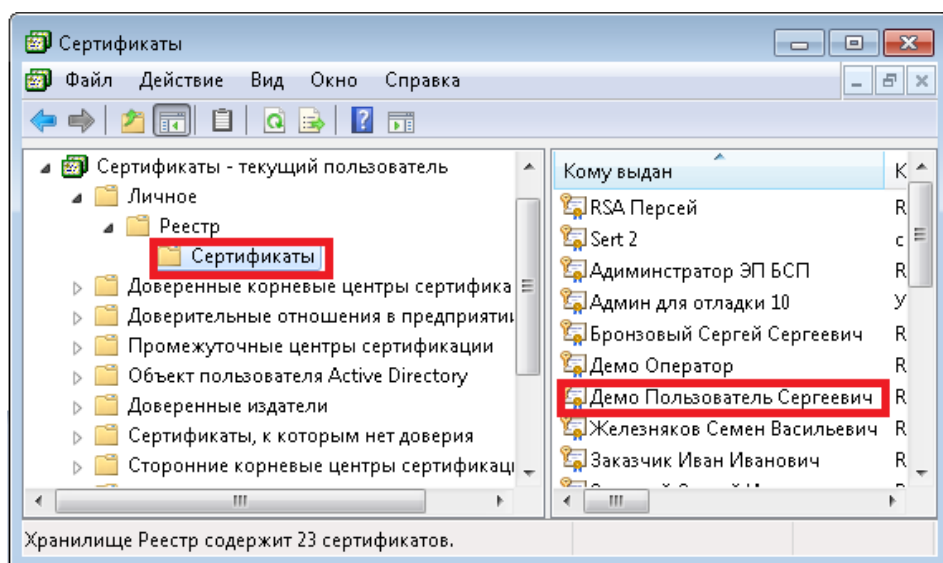 Сертификаты
Файл Действие Вид Окно Справка
Сертификаты - текущий пользователь
Личное
Реестр
Сертификаты
Доверенные корневые центры сертифика
Доверительные отношения в предприяти
Промежуточные центры сертификации
Объект пользователя Active Directory
Доверенные издатели
Сертификаты, к которым нет доверия
Сторонние корневые центры сертификац
Кому выдан К
RSA Персей R
Sert 2 с
Адиминстратор ЭП БСП R
Админ для отладки 10 У
Бронзовый Сергей Сергеевич R
Демо Оператор R
Демо Пользователь Сергеевич R
Железняков Семен Васильевич R
Заказчик Иван Иванович R
Хранилище Реестр содержит 23 сертификатов.